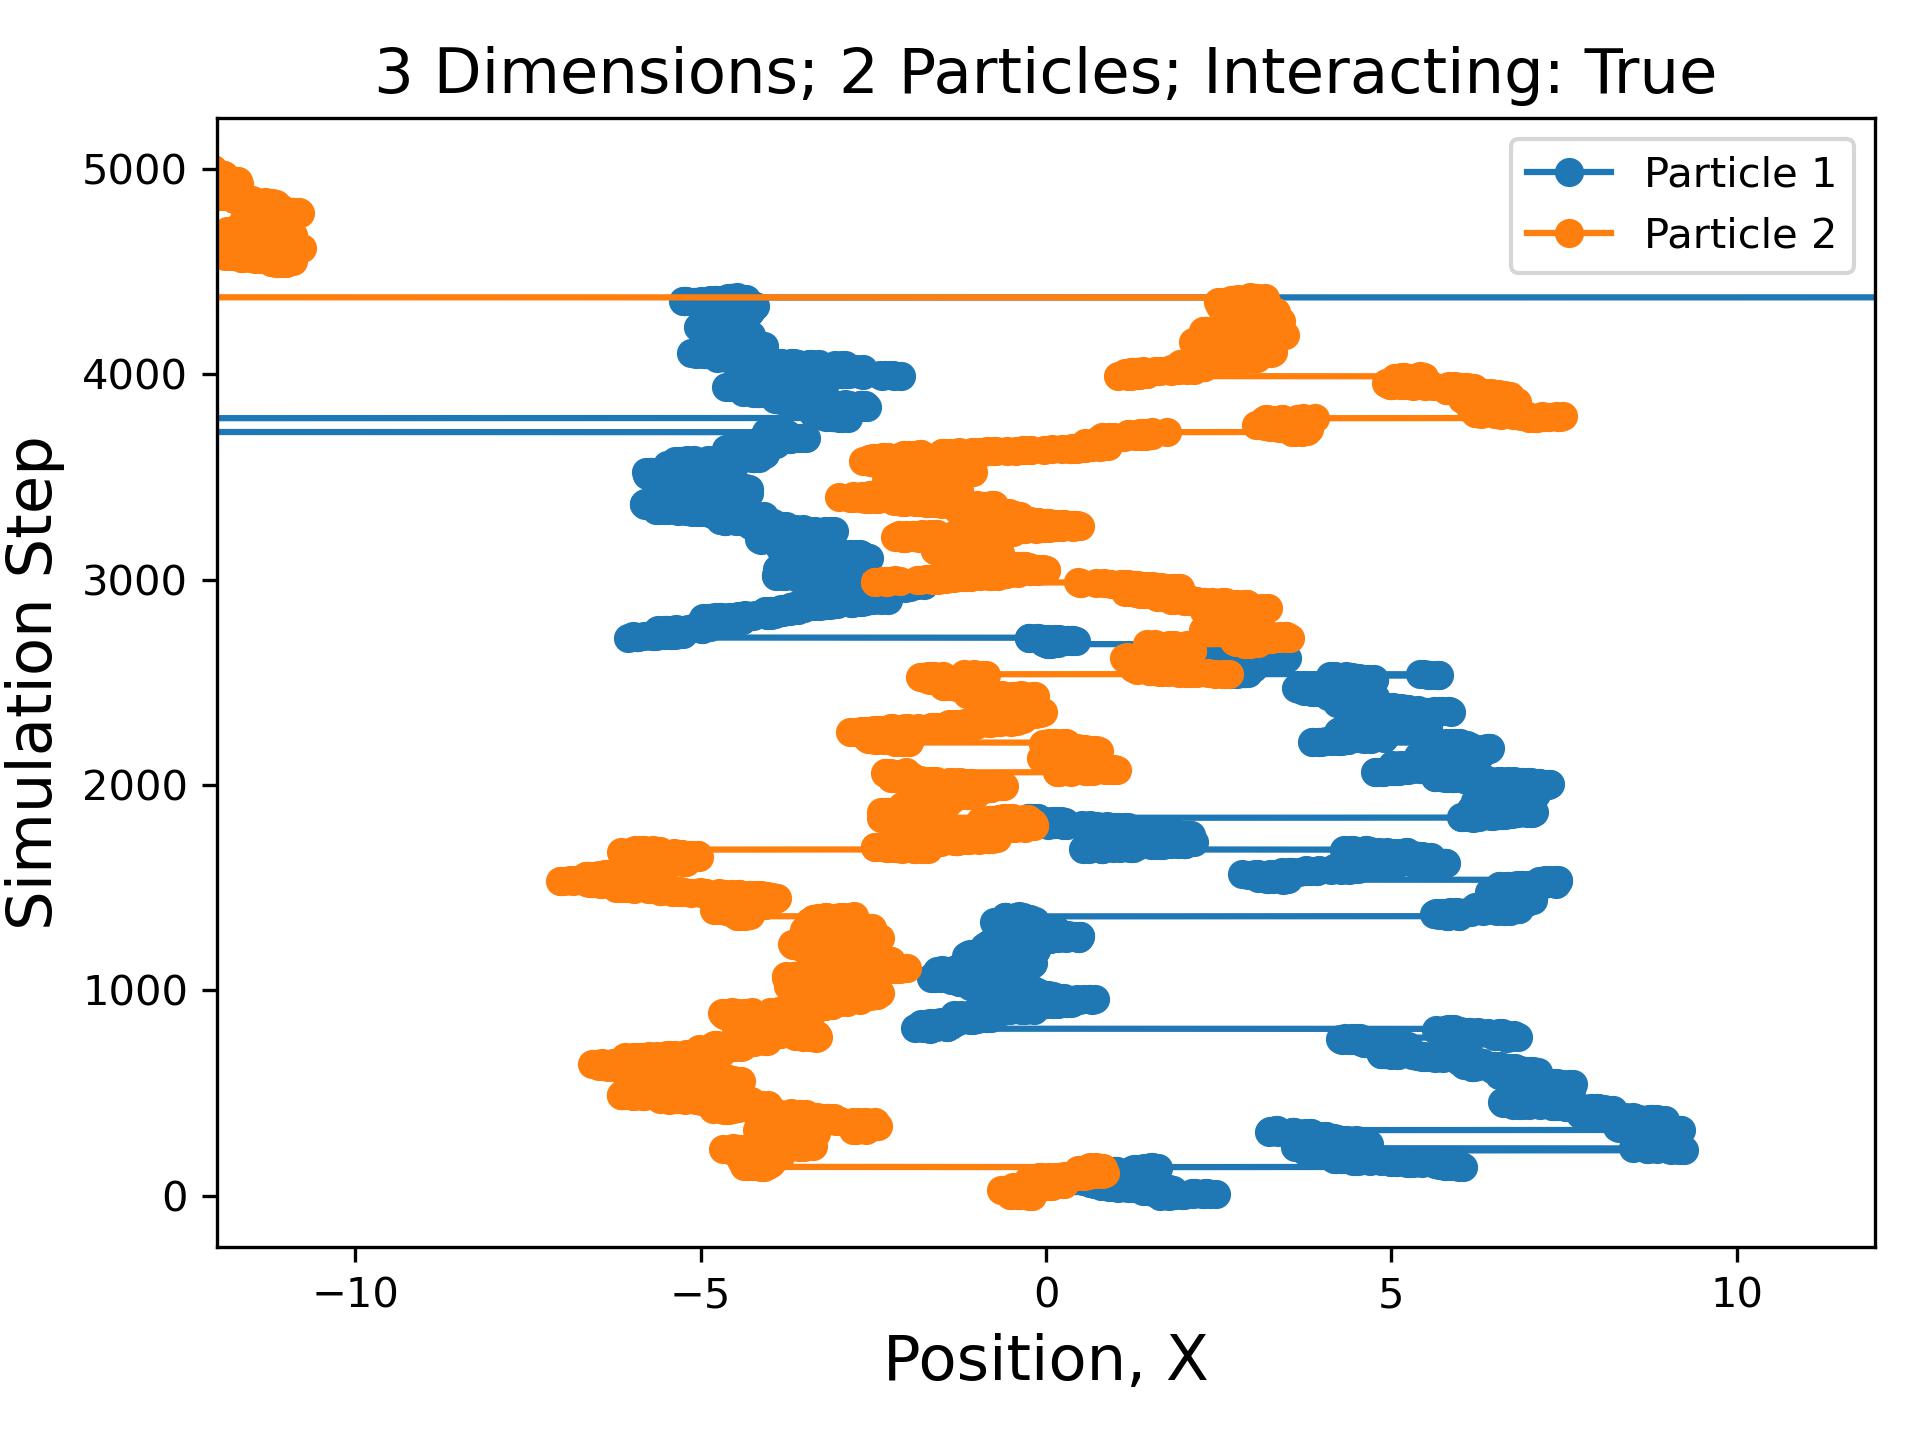 3 Dimensions; 2 Particles; Interacting: True
Particle 1
Particle 2
Simulation Step
5000
4000
3000
2000
1000
0
−10
−5
0
5
10
Position, X